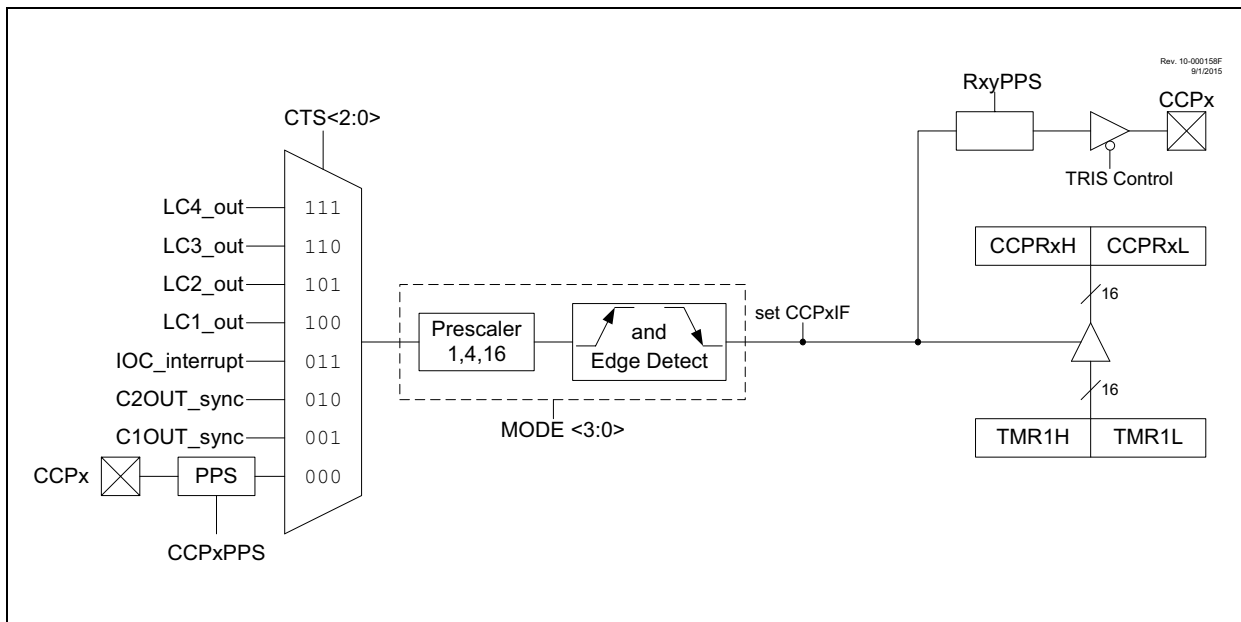 Rev. 10-000158F
9/1/2015
RxyPPS
CCPx
TRIS Control
CTS<2:0>
LC4_out 111
LC3_out 110
LC2_out 101
LC1_out 100
IOC_interrupt 011
C2OUT_sync 010
C1OUT_sync 001
CCPx PPS 000
CCPxPPS
Prescaler
1,4,16
and
Edge Detect
MODE <3:0>
set CCPxIF
CCPRxH CCPRxL
16
16
TMR1H TMR1L